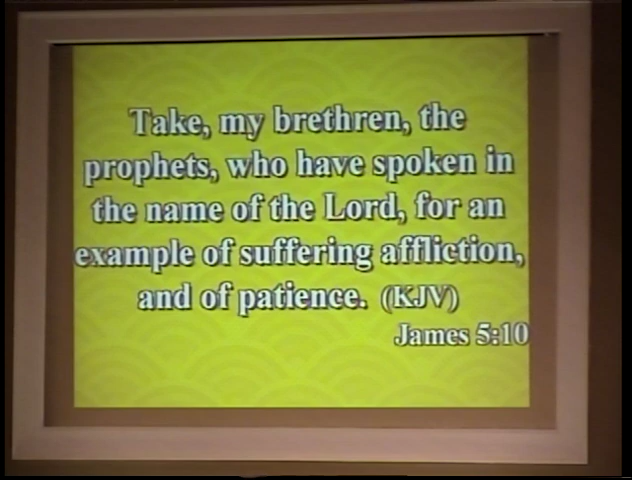 Take, my brethren, the
prophets, who have spoken in
the name of the Lord, for an
example of suffering affliction,
and of patience. (KJV)
James 5:10